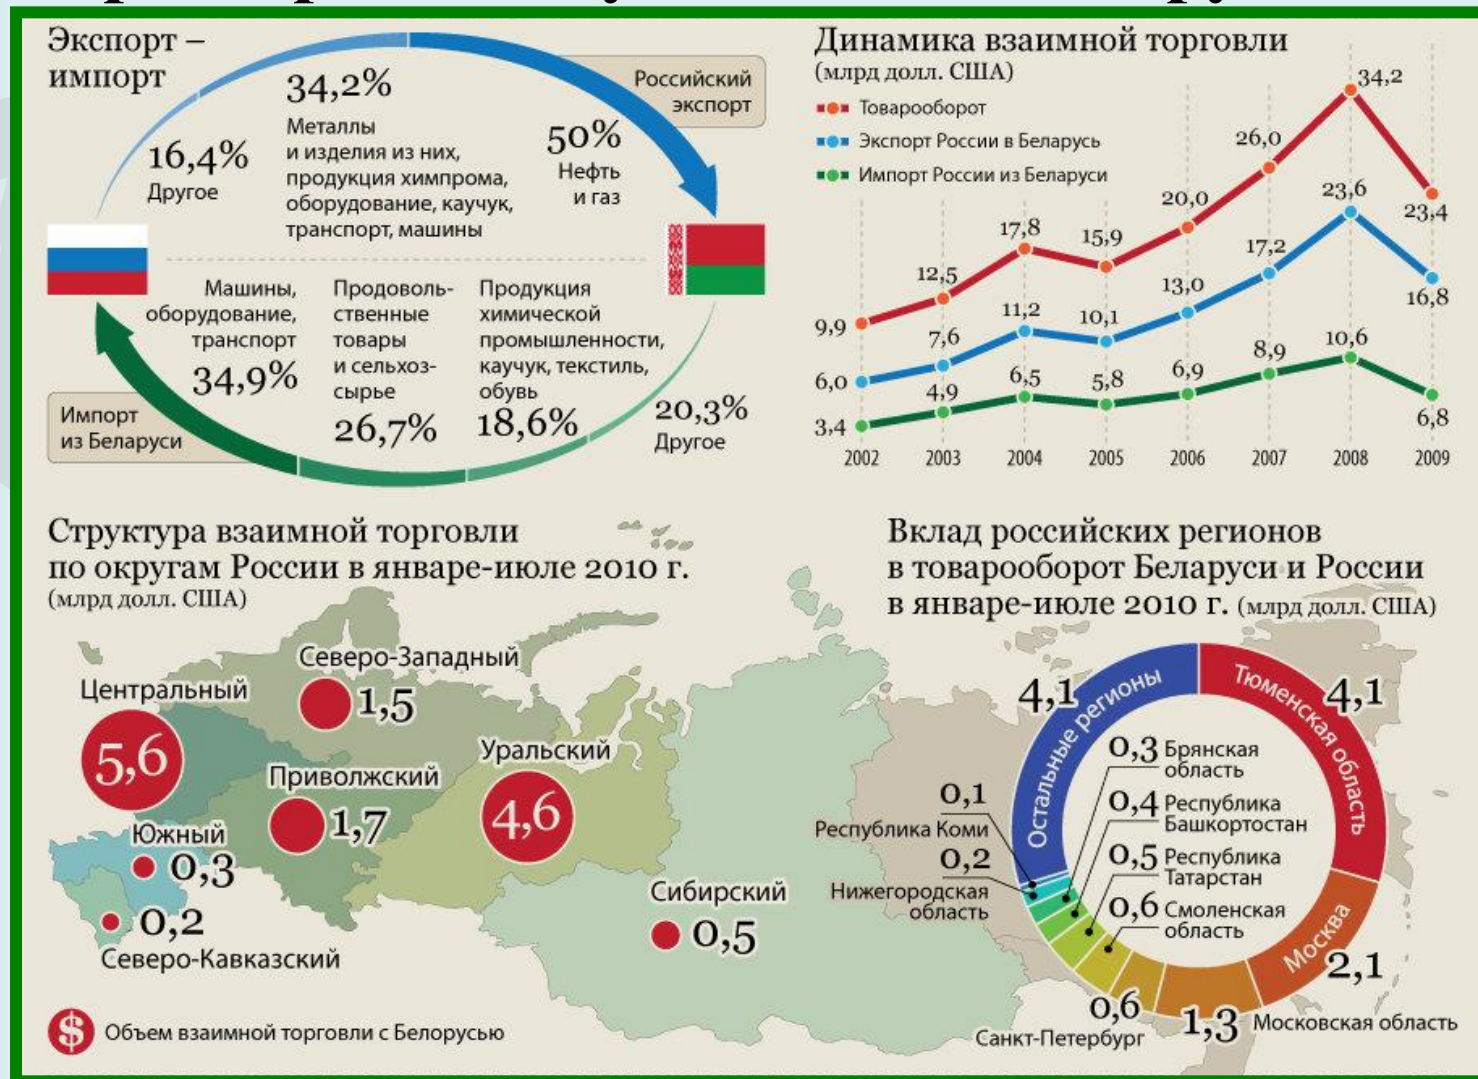 Экспорт –
импорт
34,2%
Металлы
и изделия из них,
продукция химпрома,
оборудование, каучук,
транспорт, машины
16,4%
Другое
50%
Нефть
и газ
Российский
экспорт
Машины,
оборудование,
транспорт
34,9%
Продоволь-
ственные
товары
и сельхоз-
сырье
26,7%
Продукция
химической
промышленности,
каучук, текстиль,
обувь
18,6%
20,3%
Другое
Импорт
из Беларуси
Динамика взаимной торговли
(млрд долл. США)
Товарооборот
Экспорт России в Беларусь
Импорт России из Беларуси
9,9
12,5
17,8
15,9
20,0
26,0
34,2
23,4
6,0
7,6
11,2
10,1
13,0
17,2
23,6
16,8
3,4
4,9
6,5
5,8
6,9
8,9
10,6
6,8
2002 2003 2004 2005 2006 2007 2008 2009
Структура взаимной торговли
по округам России в январе-июле 2010 г.
(млрд долл. США)
Северо-Западный
1,5
Центральный
5,6
Уральский
4,6
Приволжский
1,7
Южный
0,3
0,2
Северо-Кавказский
Сибирский
0,5
$ Объем взаимной торговли с Белорусью
Вклад российских регионов
в товарооборот Беларуси и России
в январе-июле 2010 г. (млрд долл. США)
4,1
Остальные регионы
Тюменская область
4,1
0,3 Брянская
область
0,4 Республика
Башкортостан
0,5 Республика
Татарстан
0,6 Смоленская
область
0,1
Республика Коми
0,2
Нижегородская
область
Москва
2,1
0,6
Санкт-Петербург
1,3 Московская область